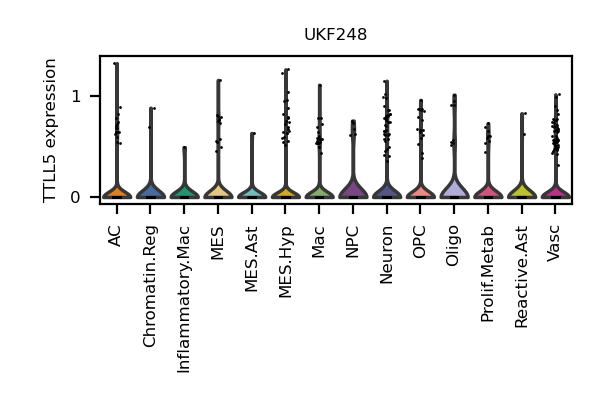 UKF248
TTLL5 expression
1
0
AC
Chromatin.Reg
Inflammatory.Mac
MES
MES.Ast
MES.Hyp
Mac
NPC
Neuron
OPC
Oligo
Prolif.Metab
Reactive.Ast
Vasc